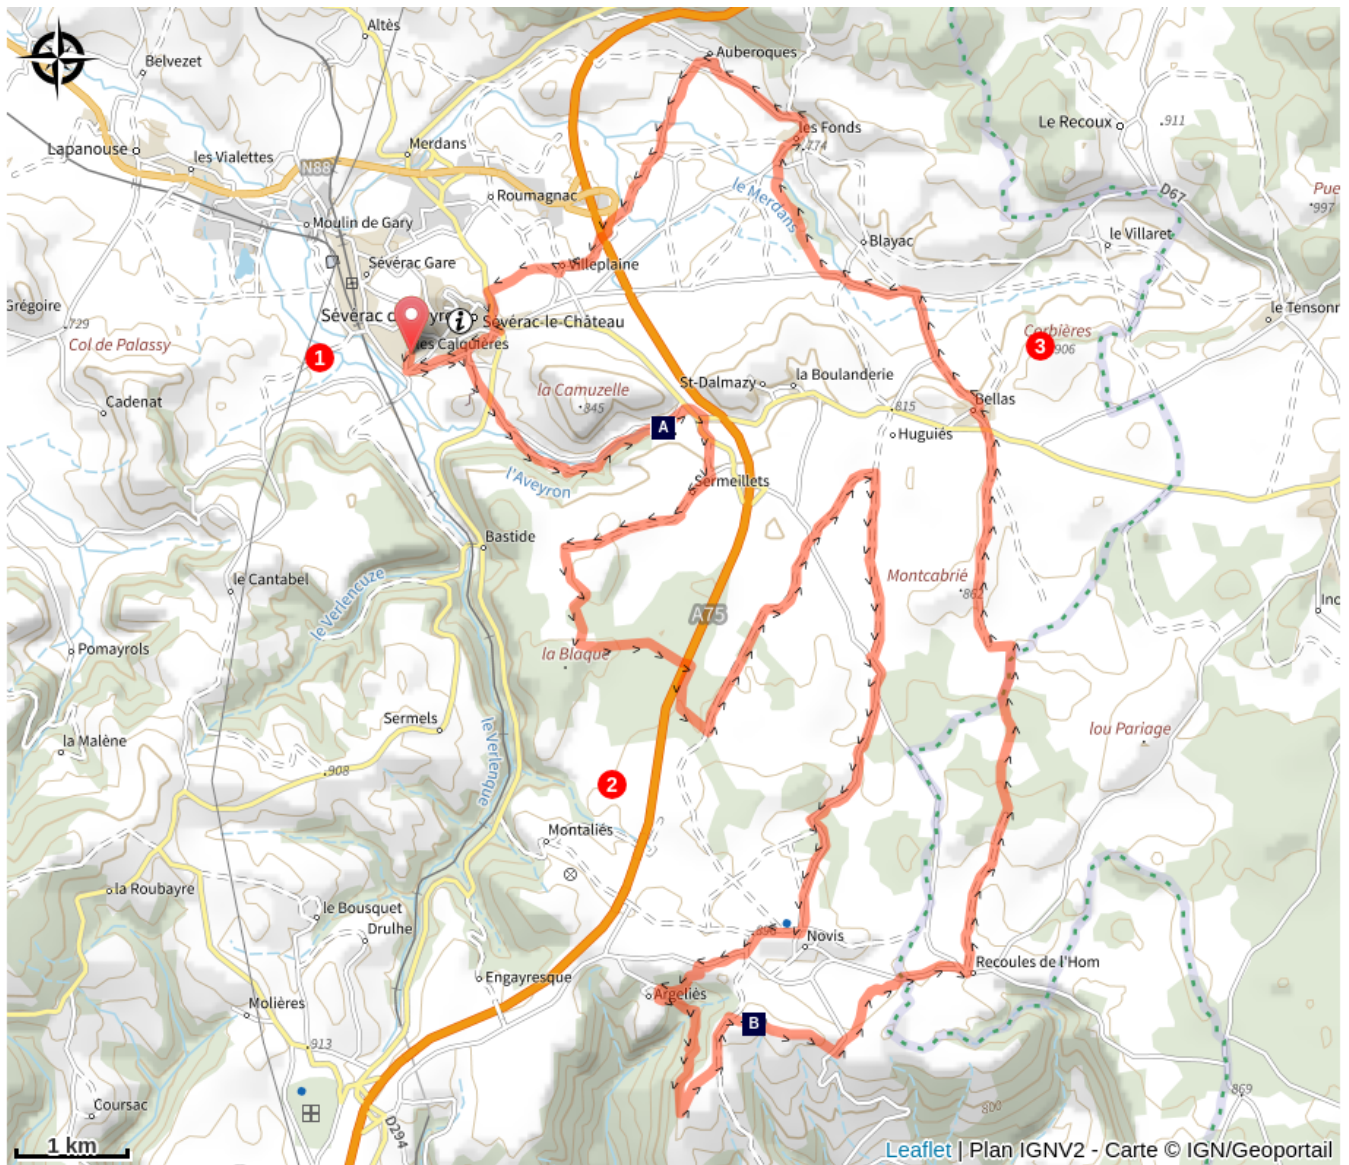 Altès
Auberoques
Belvezet
Le Recoux
911
les Fonds
774
Merdans
Lapanouse
les Vialettes
N88
Roumagnac
le Merdans
D67
997
Moulin de Gary
Blayac
le Villaret
Sévérac Gare
Villeplaine
Grégoire
729
Sévérac-le-Château
i
les Calquières
Col de Palassy
1
Corbières
3
906
St-Dalmazy
la Boulanderie
la Camuzelle
845
Cadenat
Bellas
815
A
Huguiés
l'Aveyron
Sermeillets
Bastide
le Cantabel
le Verlencuze
Montcabrié
A75
Pomayrols
la Blaque
Sermels
le Verlenque
la Malène
lou Pariage
908
2
Montaliés
la Roubayre
le Bousquet
Drulhe
Novis
Recoules de l'Hom
Engayresque
Argeliès
Molières
B
913
869
Coursac
800
D294
1 km
Leaflet | Plan IGNV2 - Carte © IGN/Geoportail